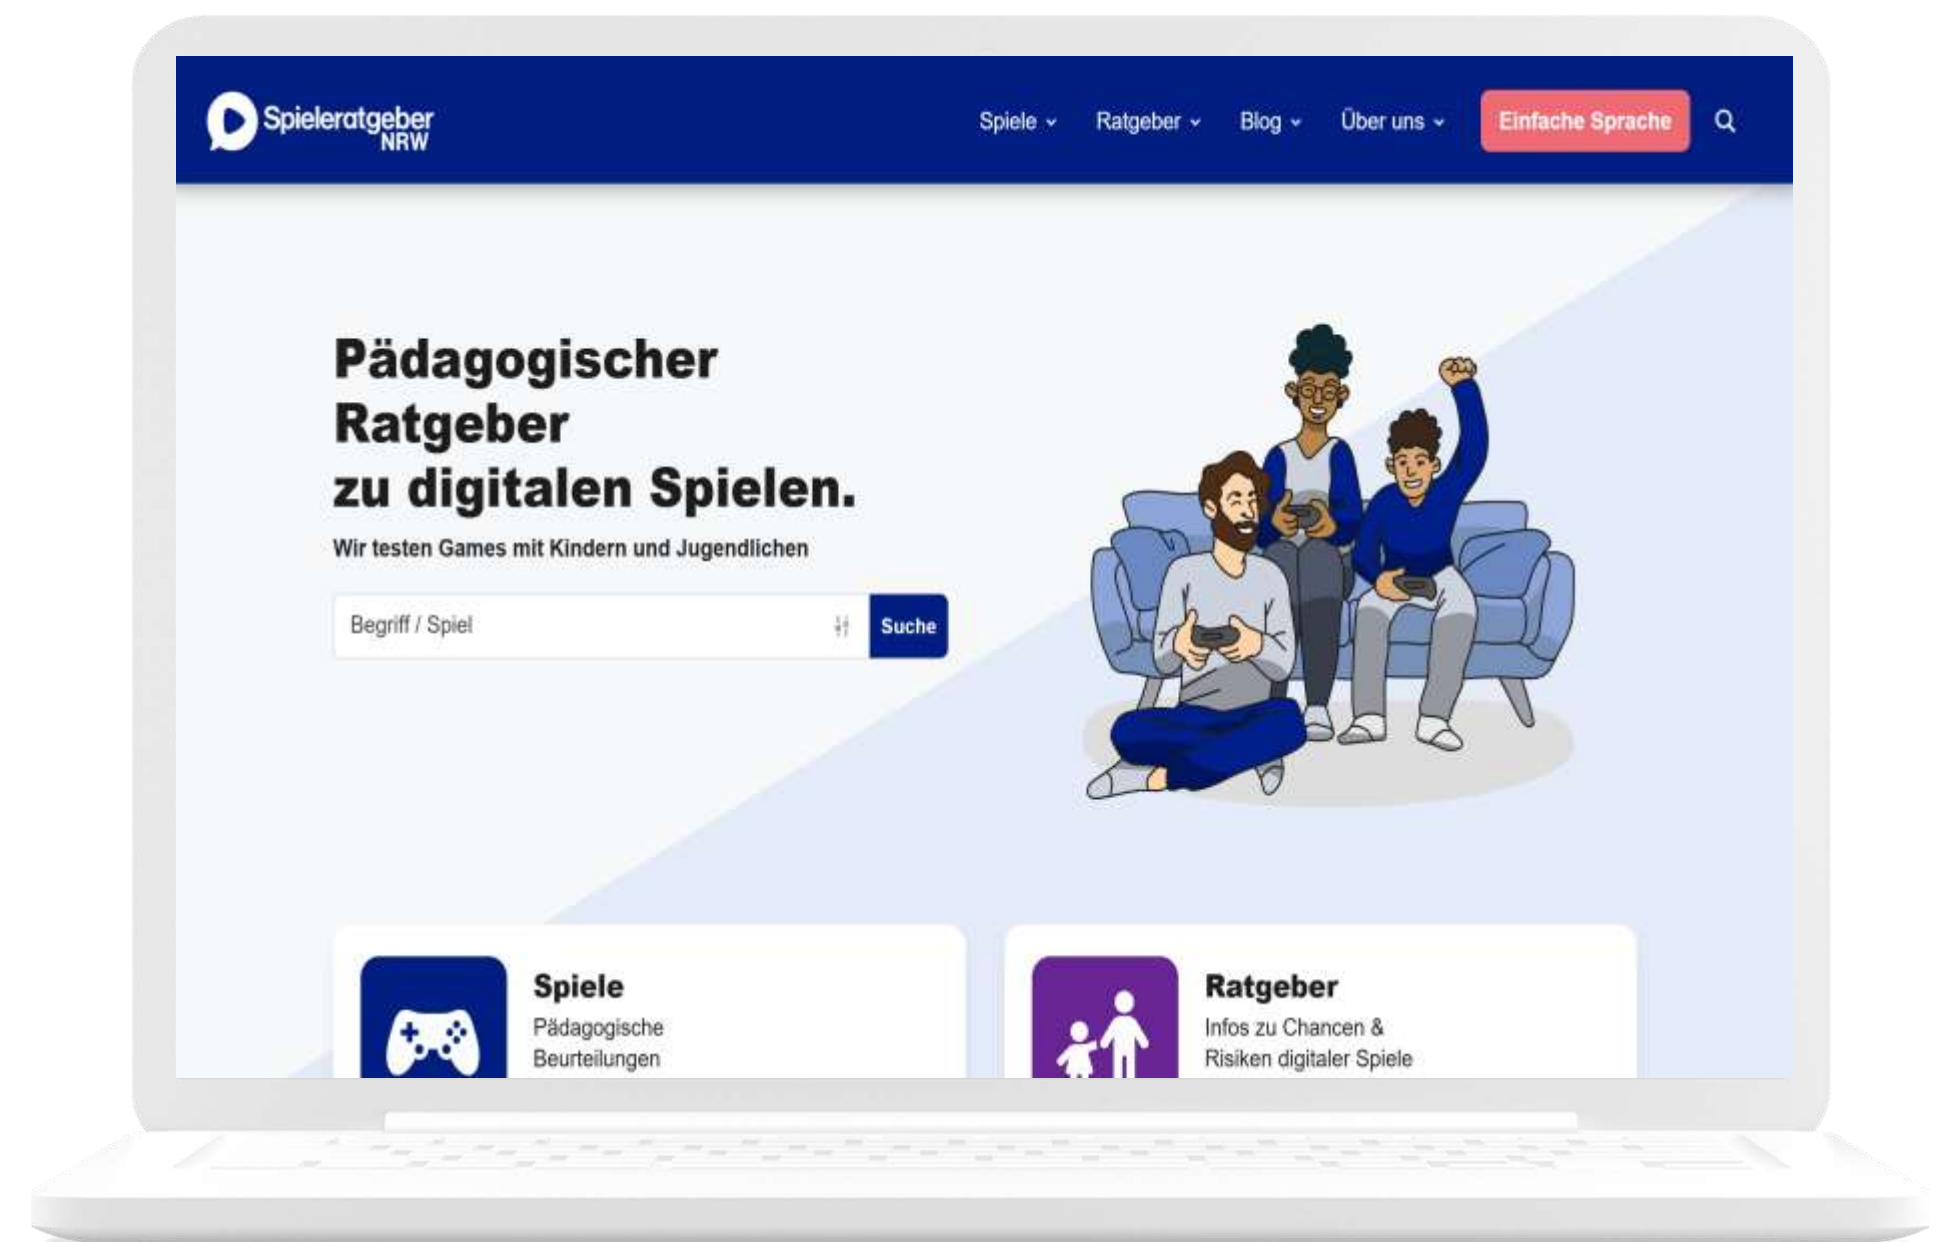 Spieleratgeber
NRW
Spiele
Ratgeber
Blog
Über uns
Einfache Sprache
Pädagogischer
Ratgeber
zu digitalen Spielen.
Wir testen Games mit Kindern und Jugendlichen
Begriff / Spiel
Suche
Spiele
Pädagogische
Beurteilungen
Ratgeber
Infos zu Chancen &
Risiken digitaler Spiele